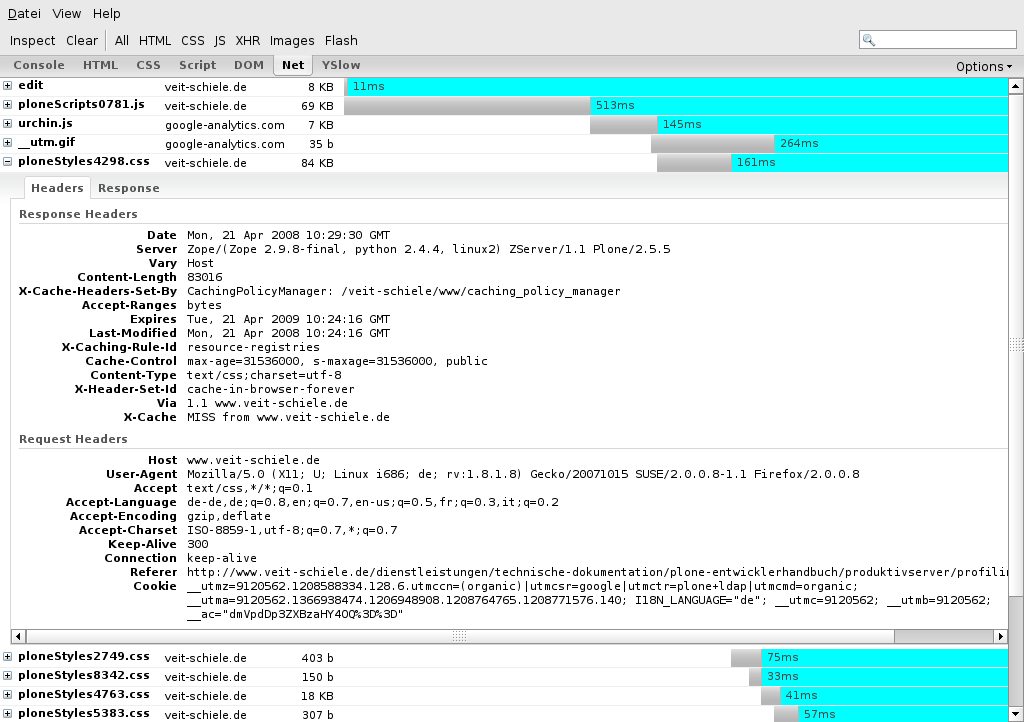 Datei View Help
Inspect Clear All HTML CSS JS XHR Images Flash
Console HTML CSS Script DOM Net YSlow Options
edit veit-schiele.de 8 KB 11ms
ploneScripts0781.js veit-schiele.de 69 KB 513ms
urchin.js google-analytics.com 7 KB 145ms
__utm.gif google-analytics.com 35 b 264ms
ploneStyles4298.css veit-schiele.de 84 KB 161ms
Headers Response
Response Headers
Date Mon, 21 Apr 2008 10:29:30 GMT
Server Zope/(Zope 2.9.8-final, python 2.4.4, linux2) ZServer/1.1 Plone/2.5.5
Vary Host
Content-Length 83016
X-Cache-Headers-Set-By CachingPolicyManager: /veit-schiele/www/caching_policy_manager
Accept-Ranges bytes
Expires Tue, 21 Apr 2009 10:24:16 GMT
Last-Modified Mon, 21 Apr 2008 10:24:16 GMT
X-Caching-Rule-Id resource-registries
Cache-Control max-age=31536000, s-maxage=31536000, public
Content-Type text/css;charset=utf-8
X-Header-Set-Id cache-in-browser-forever
Via 1.1 www.veit-schiele.de
X-Cache MISS from www.veit-schiele.de
Request Headers
Host www.veit-schiele.de
User-Agent Mozilla/5.0 (X11; U; Linux i686; de; rv:1.8.1.8) Gecko/20071015 SUSE/2.0.0.8-1.1 Firefox/2.0.0.8
Accept text/css,*/*;q=0.1
Accept-Language de-de,de;q=0.8,en;q=0.7,en-us;q=0.5,fr;q=0.3,it;q=0.2
Accept-Encoding gzip,deflate
Accept-Charset ISO-8859-1,utf-8;q=0.7,*;q=0.7
Keep-Alive 300
Connection keep-alive
Referer http://www.veit-schiele.de/dienstleistungen/technische-dokumentation/plone-entwicklerhandbuch/produktivserver/profilin
Cookie __utmz=9120562.1208588334.128.6.utmccn=(organic)|utmcsr=google|utmctr=plone+ldap|utmcmd=organic;
__utma=9120562.1366938474.1206948908.1208764765.1208771576.140; I18N_LANGUAGE="de"; __utmc=9120562; __utmb=9120562;
__ac="dmVpdDp3ZXBzaHY4OQ%3D%3D"
ploneStyles2749.css veit-schiele.de 403 b 75ms
ploneStyles8342.css veit-schiele.de 150 b 33ms
ploneStyles4763.css veit-schiele.de 18 KB 41ms
ploneStyles5383.css veit-schiele.de 307 b 57ms